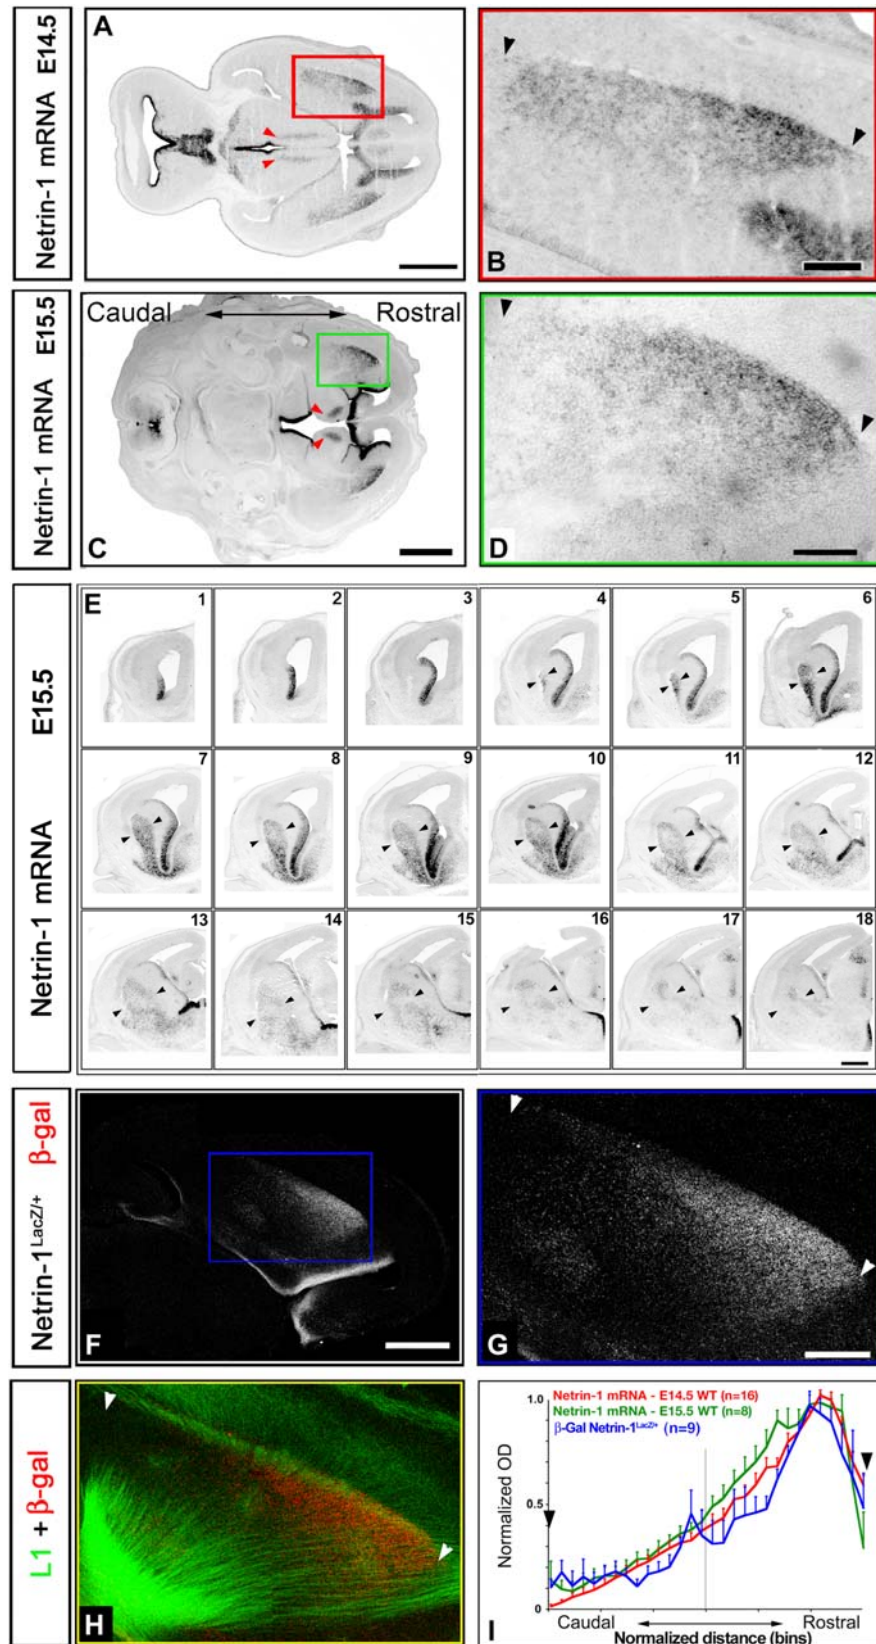 Netrin-1 mRNA E14.5
A
B
Netrin-1 mRNA E15.5
Caudal
Rostral
C
D
Netrin-1 mRNA E15.5
E
1
2
3
4
5
6
7
8
9
10
11
12
13
14
15
16
17
18
Netrin-1LacZ/+ β-gal
F
G
L1 + β-gal
H
Netrin-1 mRNA - E14.5 WT (n=16)
Netrin-1 mRNA - E15.5 WT (n=8)
β-Gal Netrin-1LacZ/+ (n=9)
Normalized OD
1.0
0.5
0
Caudal
Rostral
Normalized distance (bins)
I